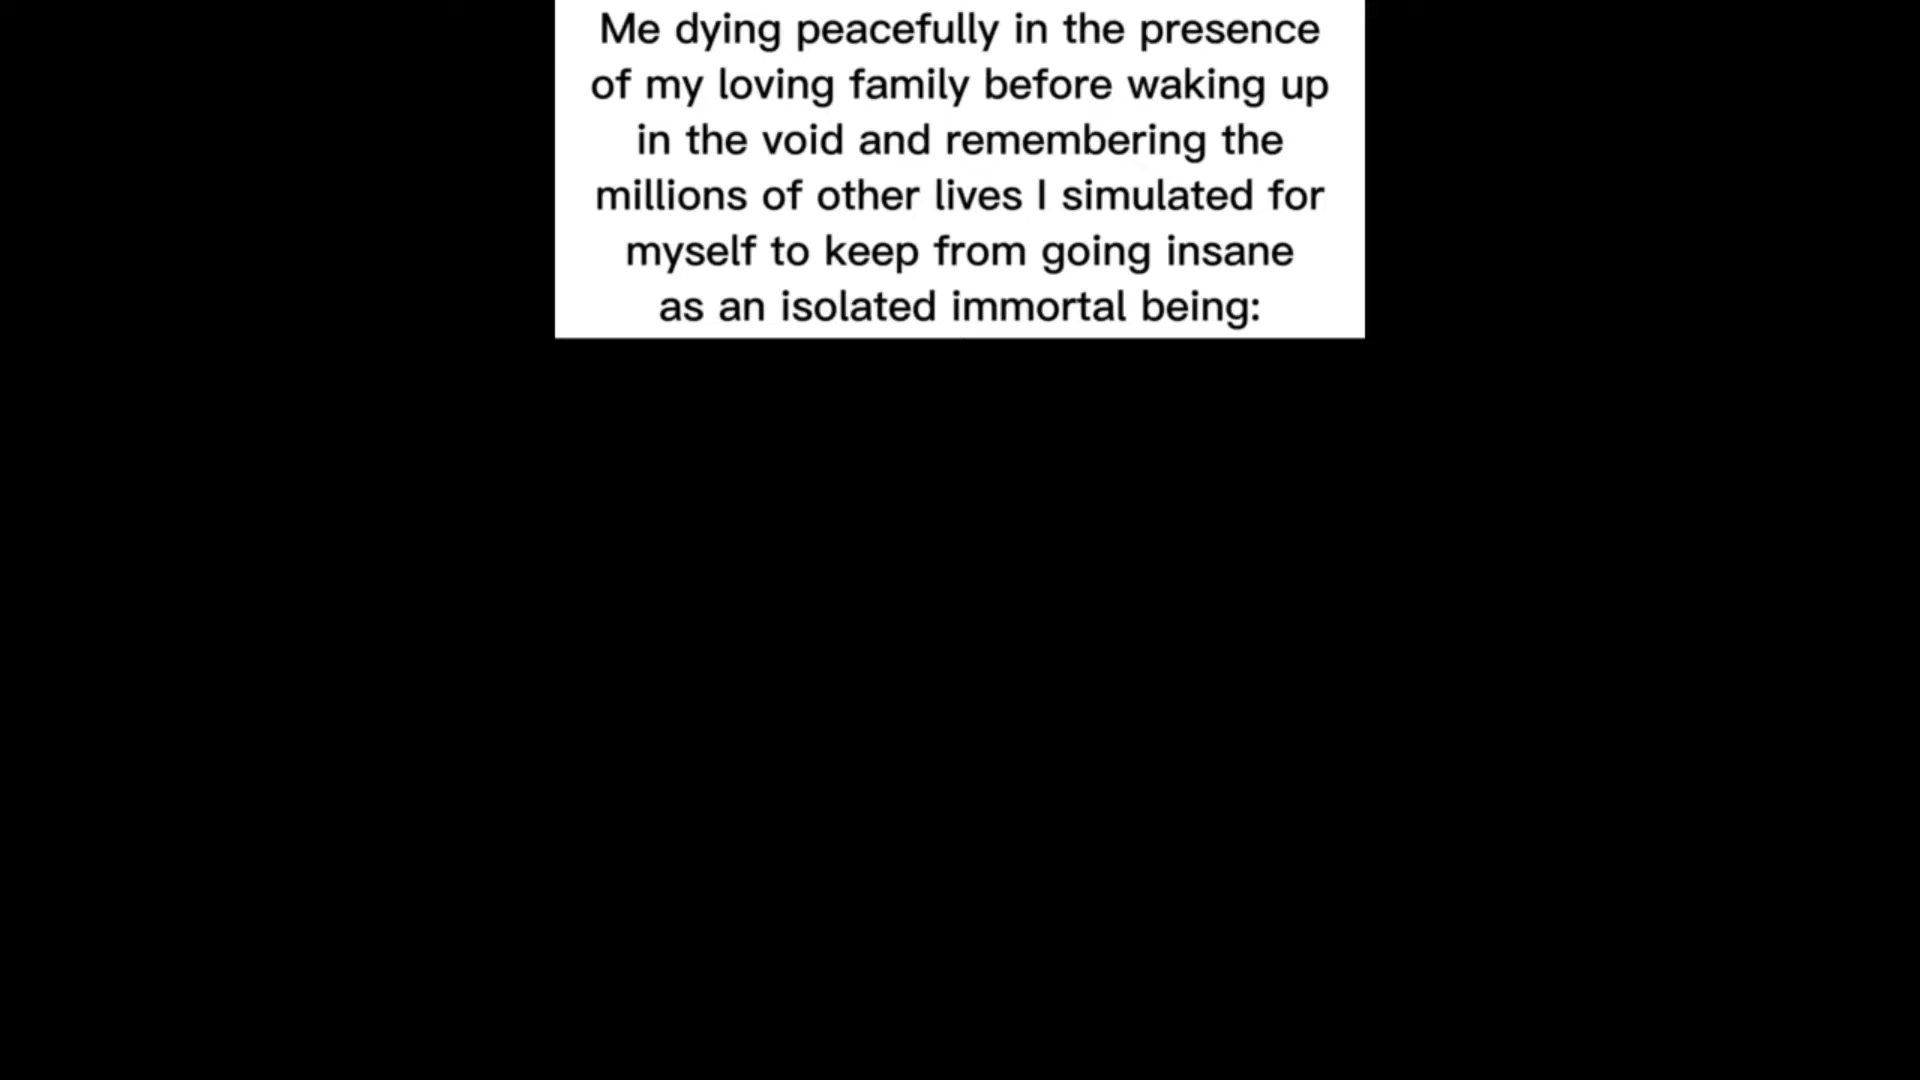 Me dying peacefully in the presence
of my loving family before waking up
in the void and remembering the
millions of other lives I simulated for
myself to keep from going insane
as an isolated immortal being: